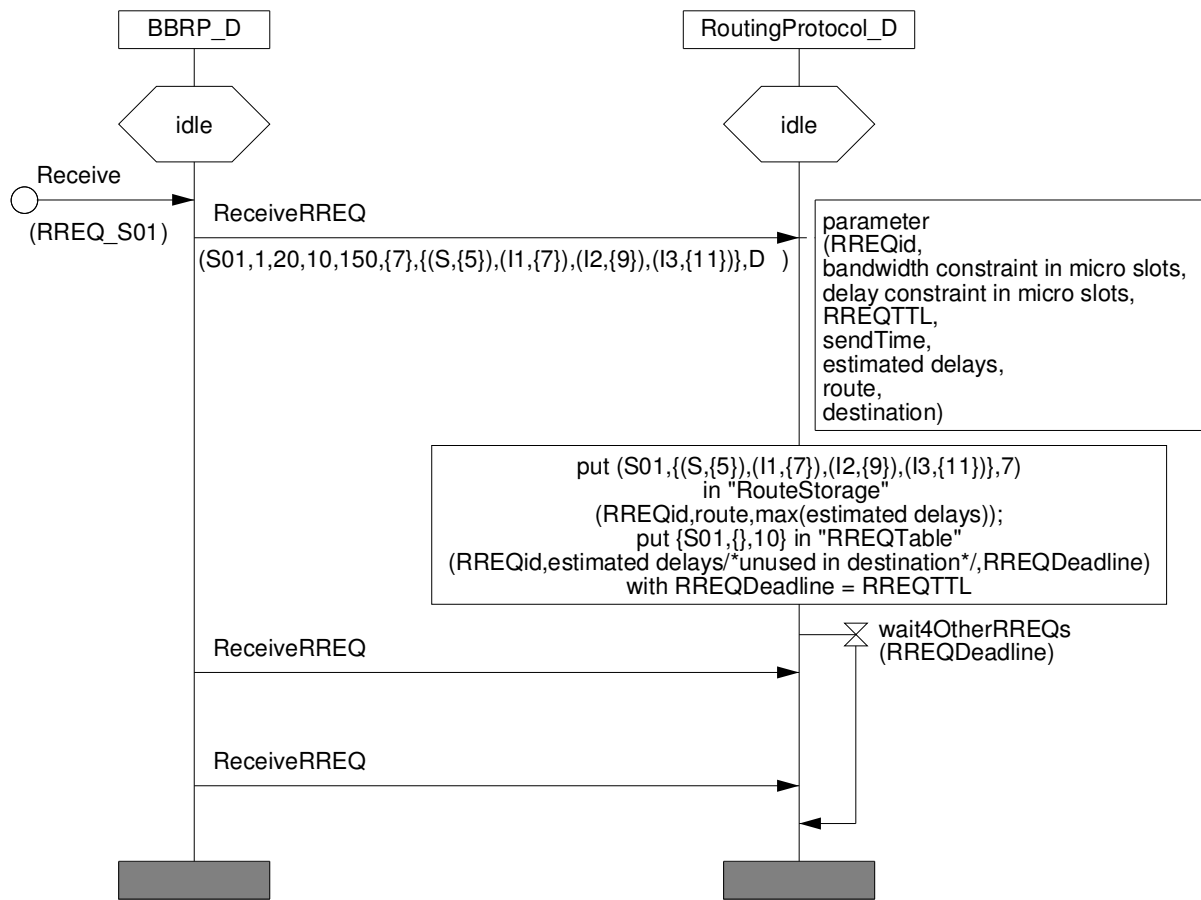 BBRP_D
RoutingProtocol_D
idle
idle
Receive
(RREQ_S01)
ReceiveRREQ
(S01,1,20,10,150,{7},{(S,{5}),(I1,{7}),(I2,{9}),(I3,{11})},D )
parameter
(RREQid,
bandwidth constraint in micro slots,
delay constraint in micro slots,
RREQTTL,
sendTime,
estimated delays,
route,
destination)
put (S01,{(S,{5}),(I1,{7}),(I2,{9}),(I3,{11})},7)
in "RouteStorage"
(RREQid,route,max(estimated delays));
put {S01,{},10} in "RREQTable"
(RREQid,estimated delays/*unused in destination*/,RREQDeadline)
with RREQDeadline = RREQTTL
wait4OtherRREQs
(RREQDeadline)
ReceiveRREQ
ReceiveRREQ